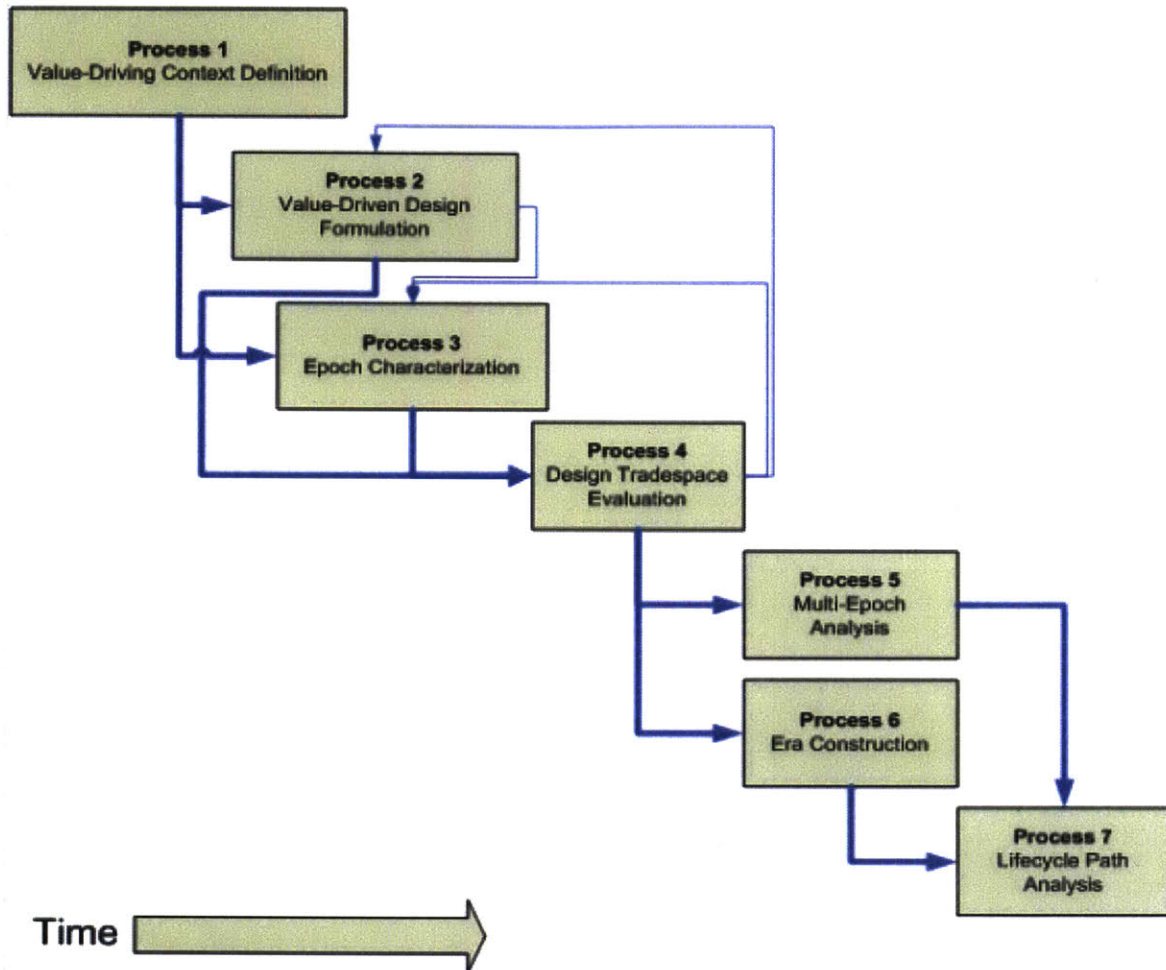 Process 1
Value-Driving Context Definition
Process 2
Value-Driven Design
Formulation
Process 3
Epoch Characterization
Process 4
Design Tradespace
Evaluation
Process 5
Multi-Epoch
Analysis
Process 6
Era Construction
Process 7
Lifecycle Path
Analysis
Time